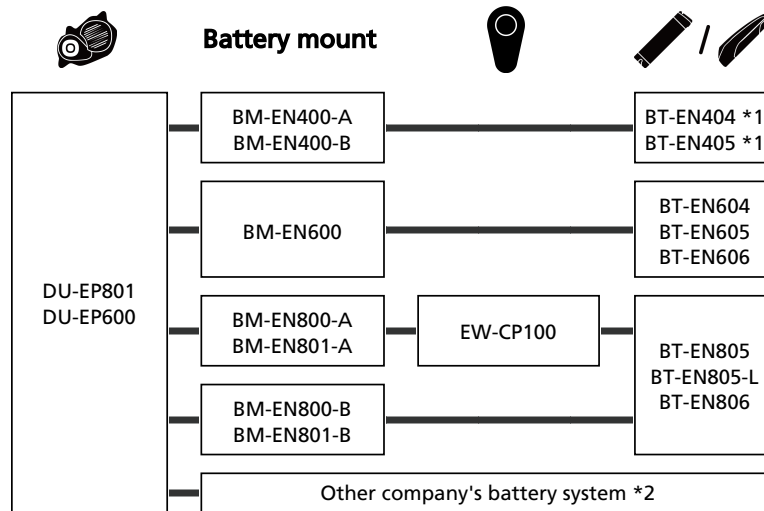 Battery mount
/
DU-EP801
DU-EP600
BM-EN400-A
BM-EN400-B
BT-EN404 *1
BT-EN405 *1
BM-EN600
BT-EN604
BT-EN605
BT-EN606
BM-EN800-A
BM-EN801-A
EW-CP100
BT-EN805
BT-EN805-L
BT-EN806
BM-EN800-B
BM-EN801-B
Other company's battery system *2